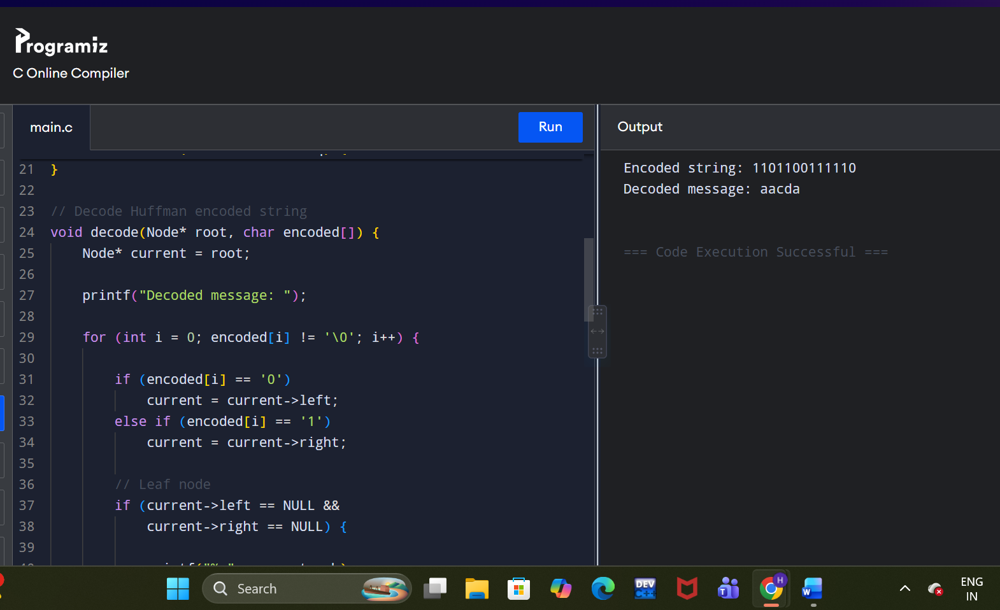 Programiz
C Online Compiler
main.c
Run
Output
21 }
22
23 // Decode Huffman encoded string
24 void decode(Node* root, char encoded[]) {
25     Node* current = root;
26
27     printf("Decoded message: ");
28
29     for (int i = 0; encoded[i] != '\0'; i++) {
30
31         if (encoded[i] == '0')
32             current = current->left;
33         else if (encoded[i] == '1')
34             current = current->right;
35
36         // Leaf node
37         if (current->left == NULL &&
38             current->right == NULL) {
39
Encoded string: 1101100111110
Decoded message: aacda
=== Code Execution Successful ===
Search
DEV
C++
T
H
W
ENG
IN